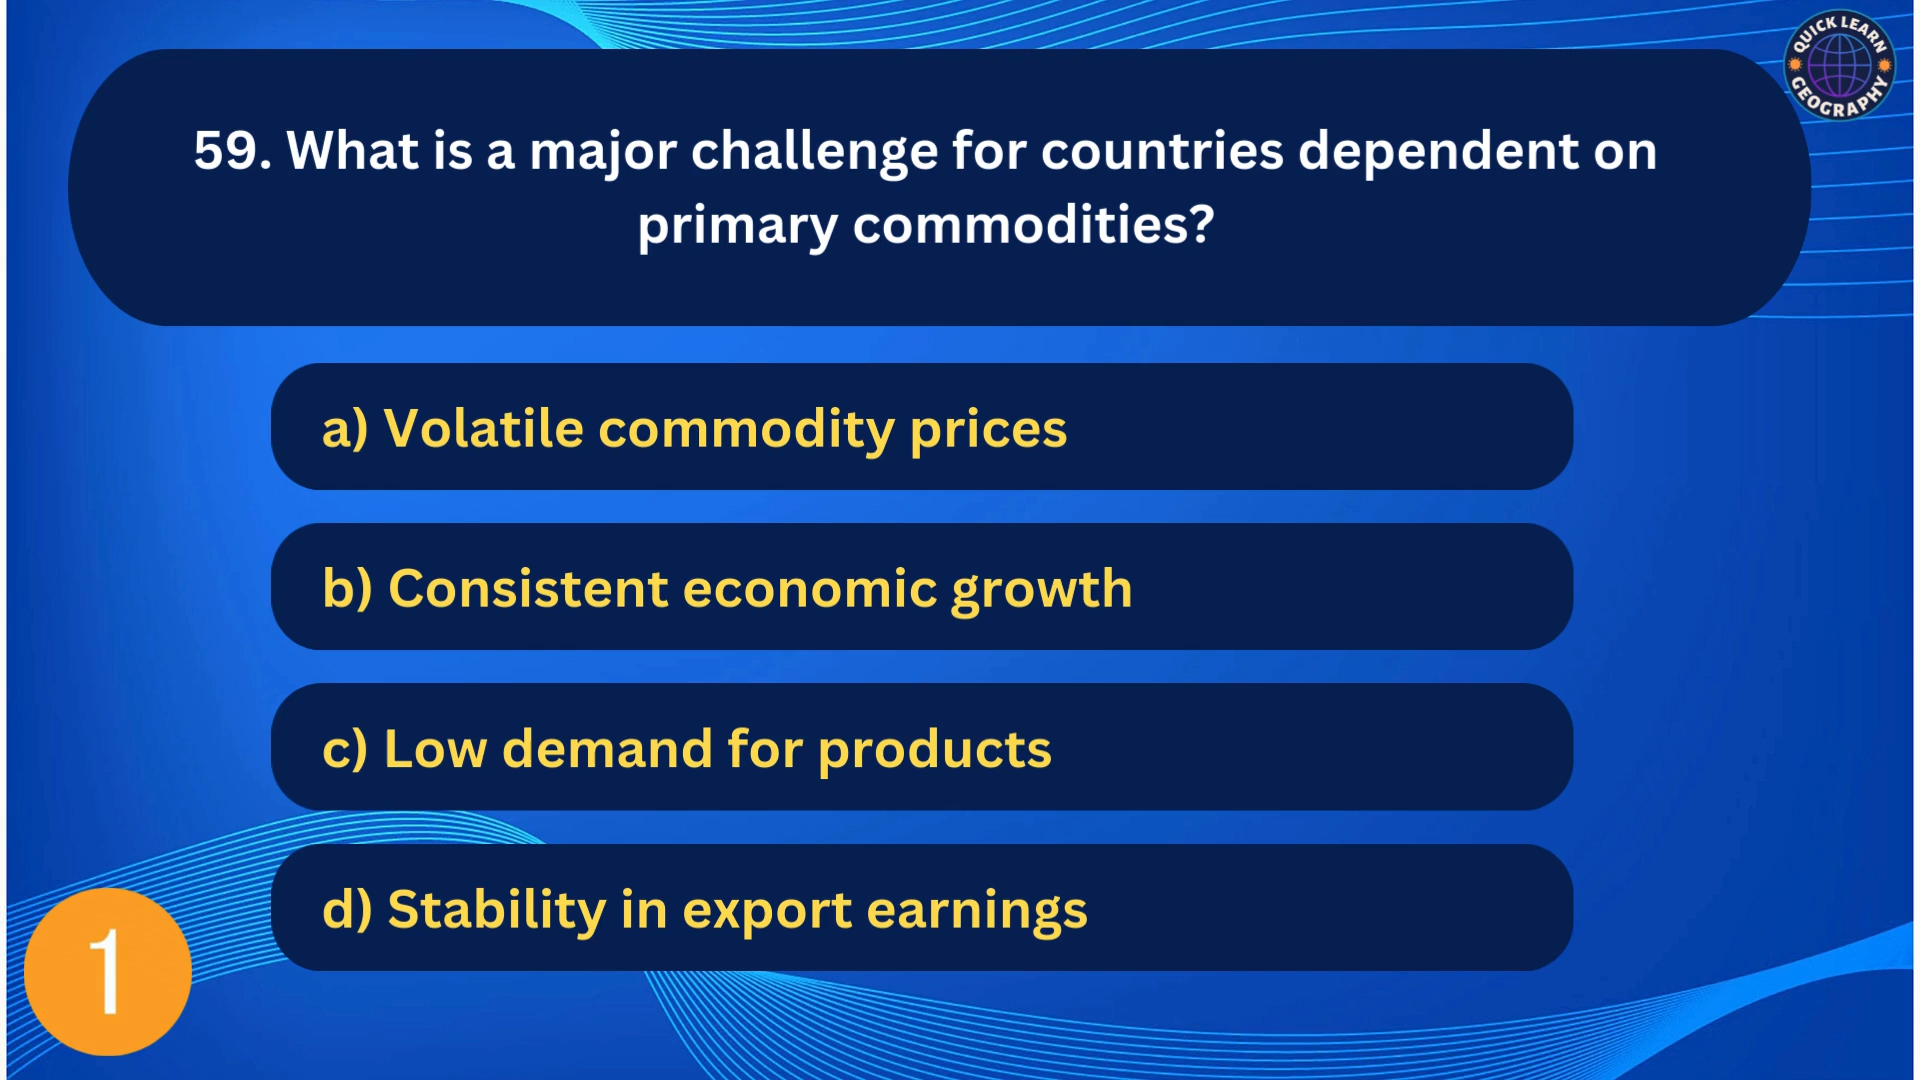 QUICK LEARN
GEOGRAPHY
59. What is a major challenge for countries dependent on
primary commodities?
a) Volatile commodity prices
b) Consistent economic growth
c) Low demand for products
d) Stability in export earnings
1